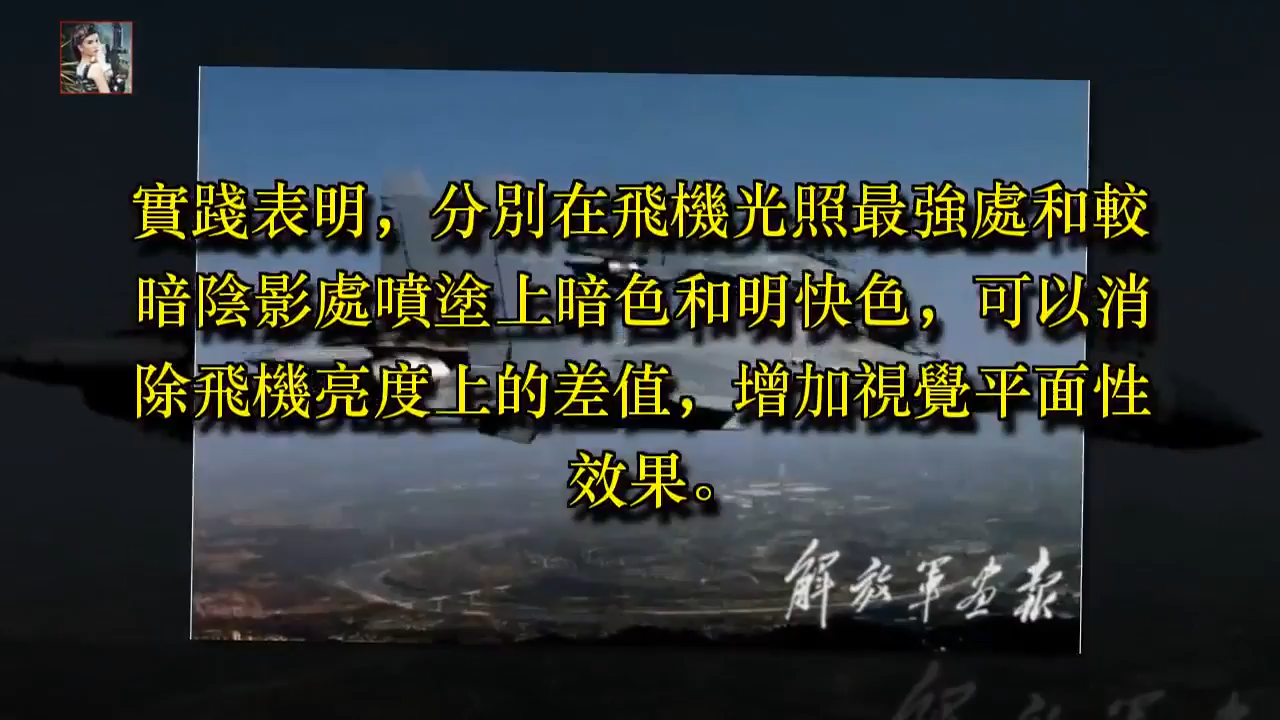 實踐表明，分別在飛機光照最強處和較
暗陰影處噴塗上暗色和明快色，可以消
除飛機亮度上的差值，增加視覺平面性
效果。
解放軍画报